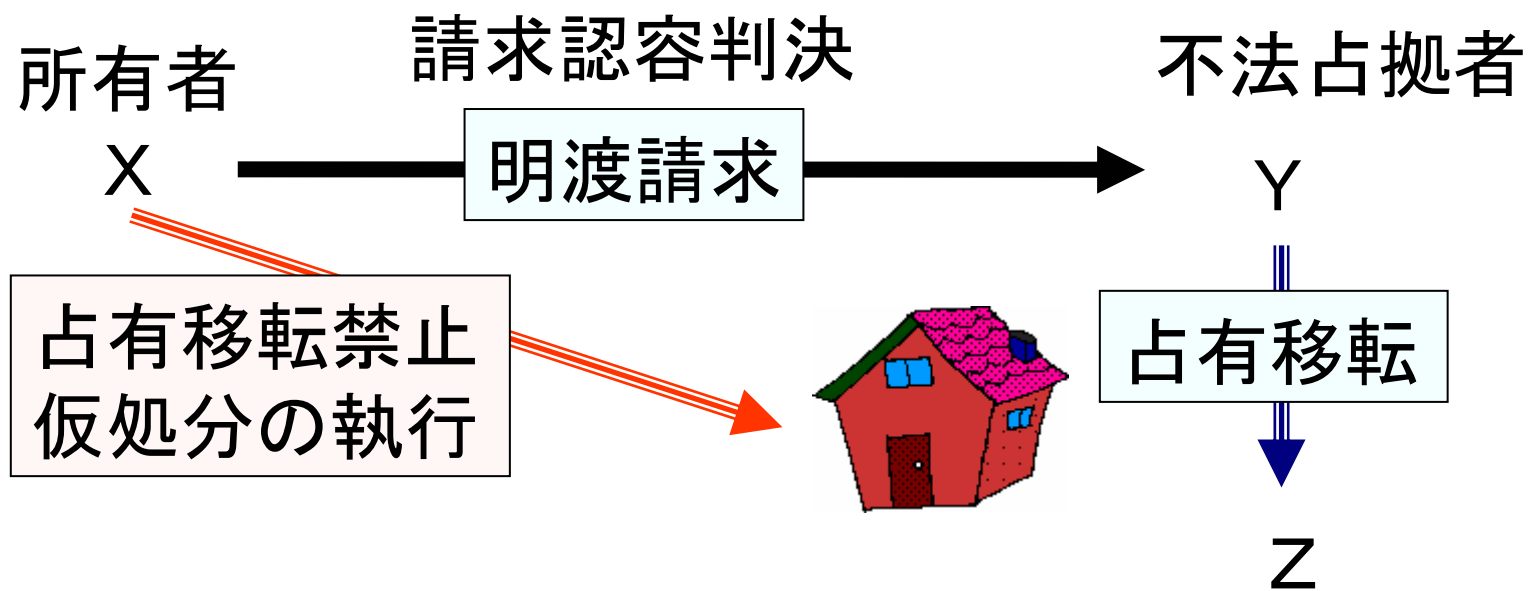 所有者
X
請求認容判決
明渡請求
不法占拠者
Y
占有移転禁止
仮処分の執行
占有移転
Z